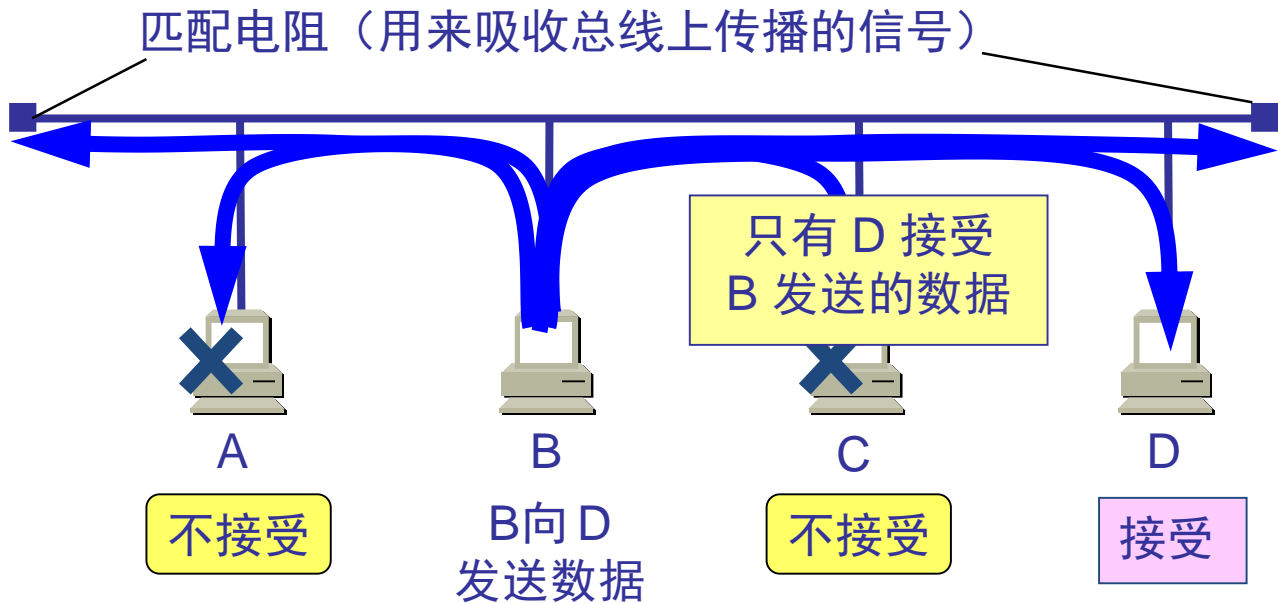 匹配电阻（用来吸收总线上传播的信号）
只有 D 接受
B 发送的数据
A
B
C
D
不接受
B向 D
发送数据
不接受
接受